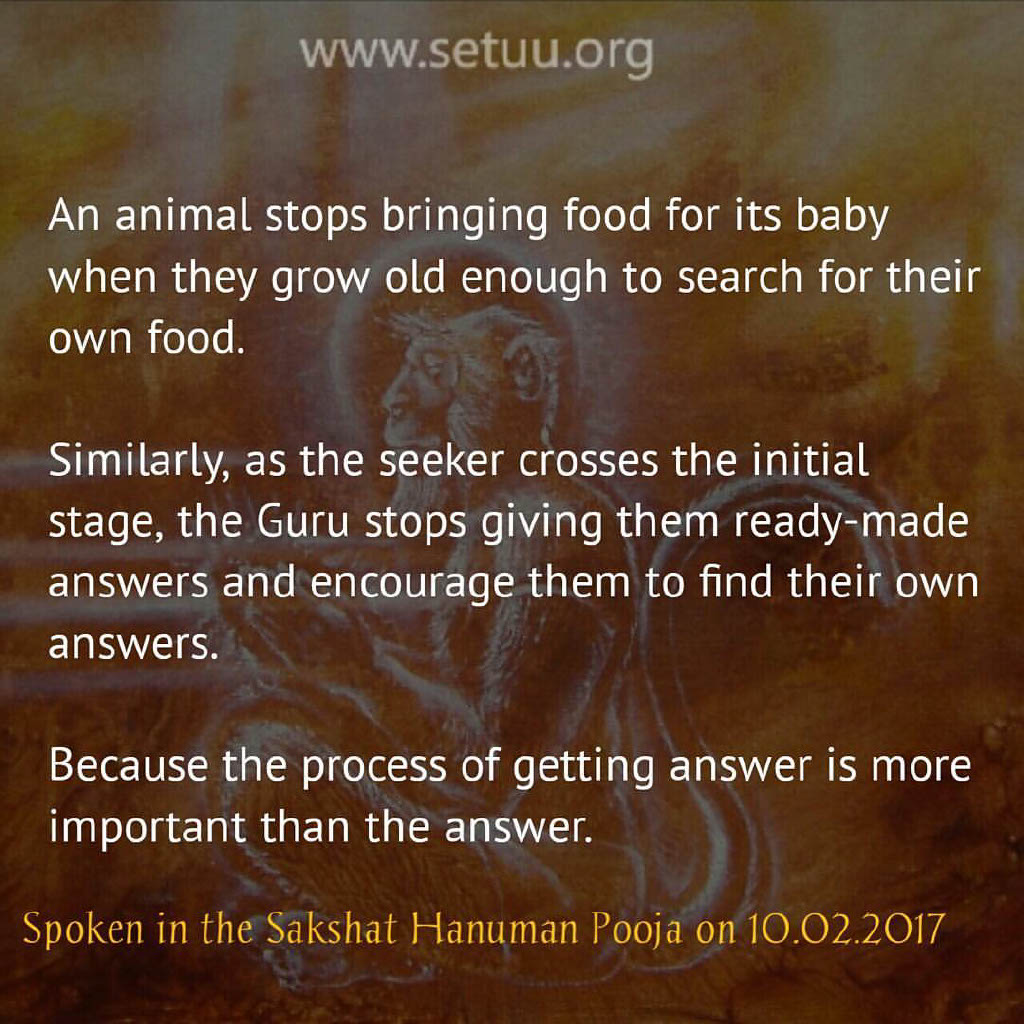 www.setuu.org
An animal stops bringing food for its baby
when they grow old enough to search for their
own food.
Similarly, as the seeker crosses the initial
stage, the Guru stops giving them ready-made
answers and encourage them to find their own
answers.
Because the process of getting answer is more
important than the answer.
Spoken in the Sakshat Hanuman Pooja on 10.02.2017